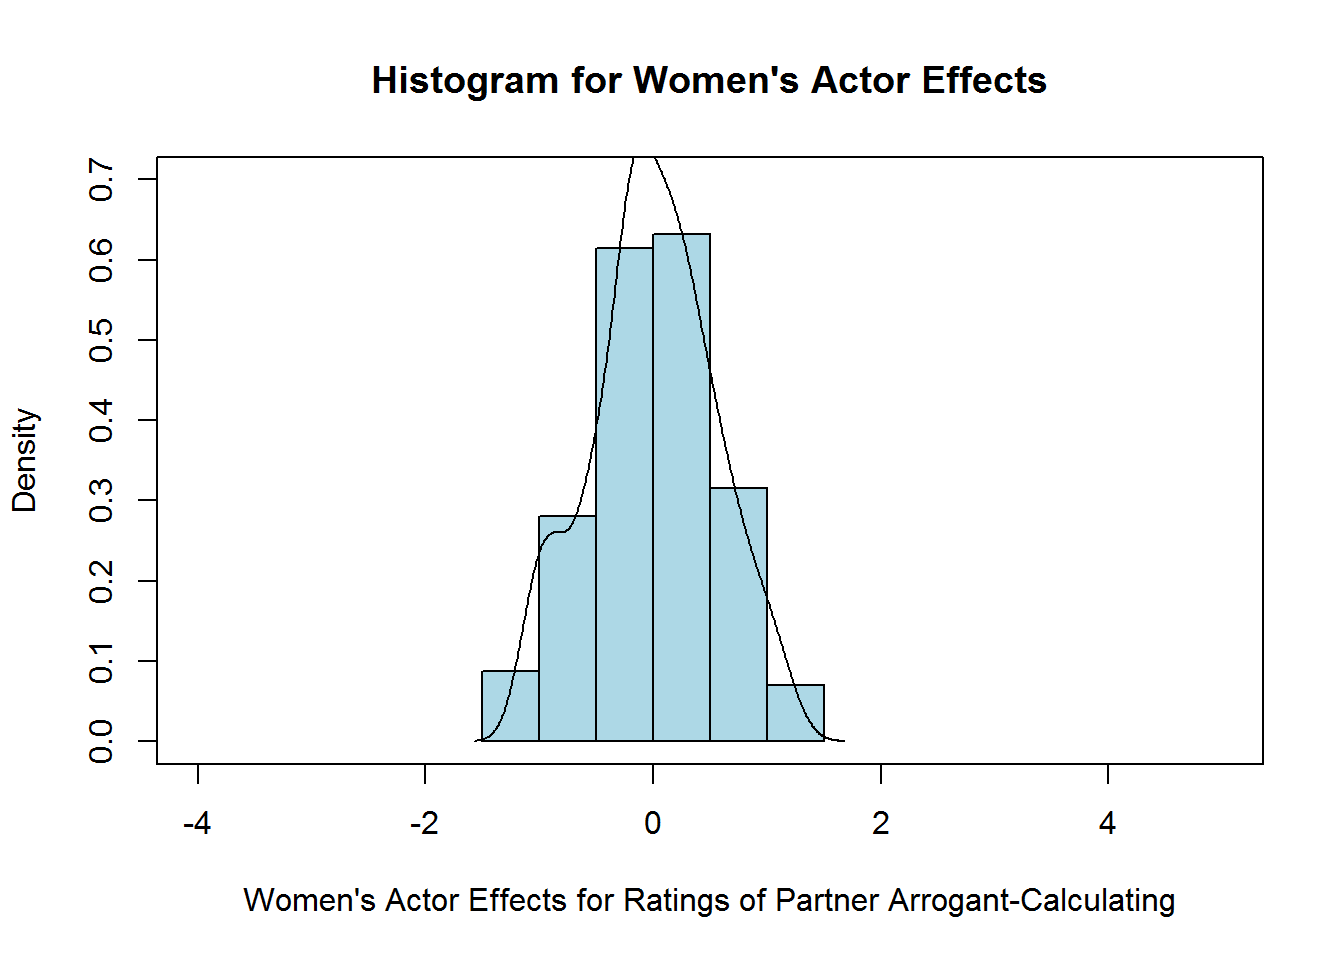 Histogram for Women's Actor Effects
Density
0.7
0.6
0.5
0.4
0.3
0.2
0.1
0.0
-4 -2 0 2 4
Women's Actor Effects for Ratings of Partner Arrogant-Calculating